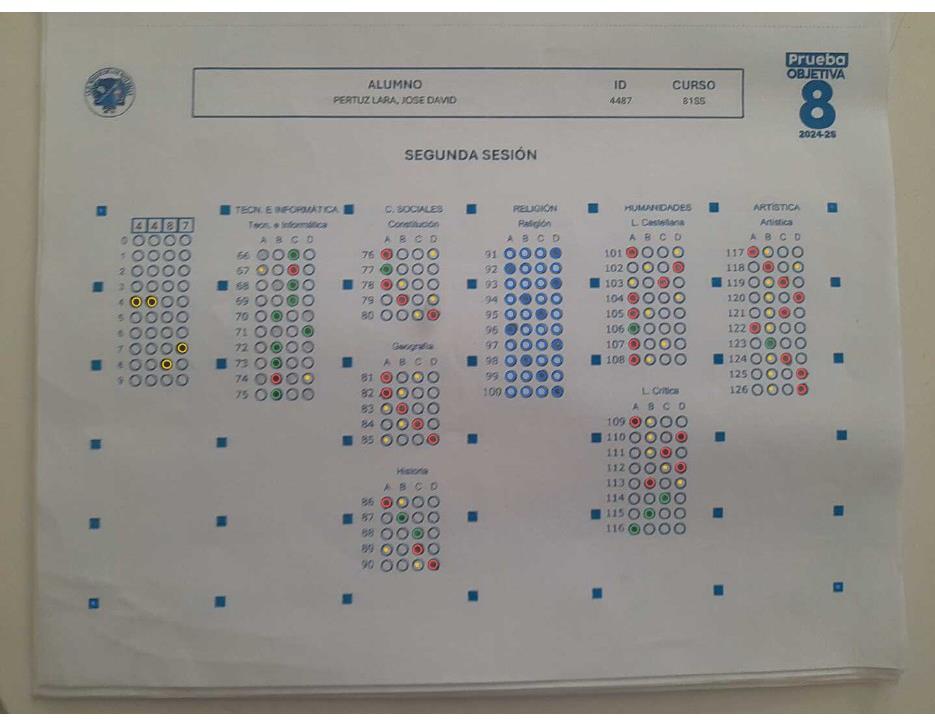 Prueba
OBJETIVA
8
2024-25
ALUMNO ID CURSO
PERTUZ LARA, JOSE DAVID 4487 81SS
SEGUNDA SESIÓN
4 4 8 7
0
1
2
3
4
5
6
7
8
9
TECN. E INFORMÁTICA
Tecn. e Informática
A B C D
66
67
68
69
70
71
72
73
74
75
C. SOCIALES
Constitución
A B C D
76
77
78
79
80
Geografía
A B C D
81
82
83
84
85
Historia
A B C D
86
87
88
89
90
RELIGIÓN
Religión
A B C D
91
92
93
94
95
96
97
98
99
100
HUMANIDADES
L. Castellana
A B C D
101
102
103
104
105
106
107
108
L. Crítica
A B C D
109
110
111
112
113
114
115
116
ARTÍSTICA
Artística
A B C D
117
118
119
120
121
122
123
124
125
126